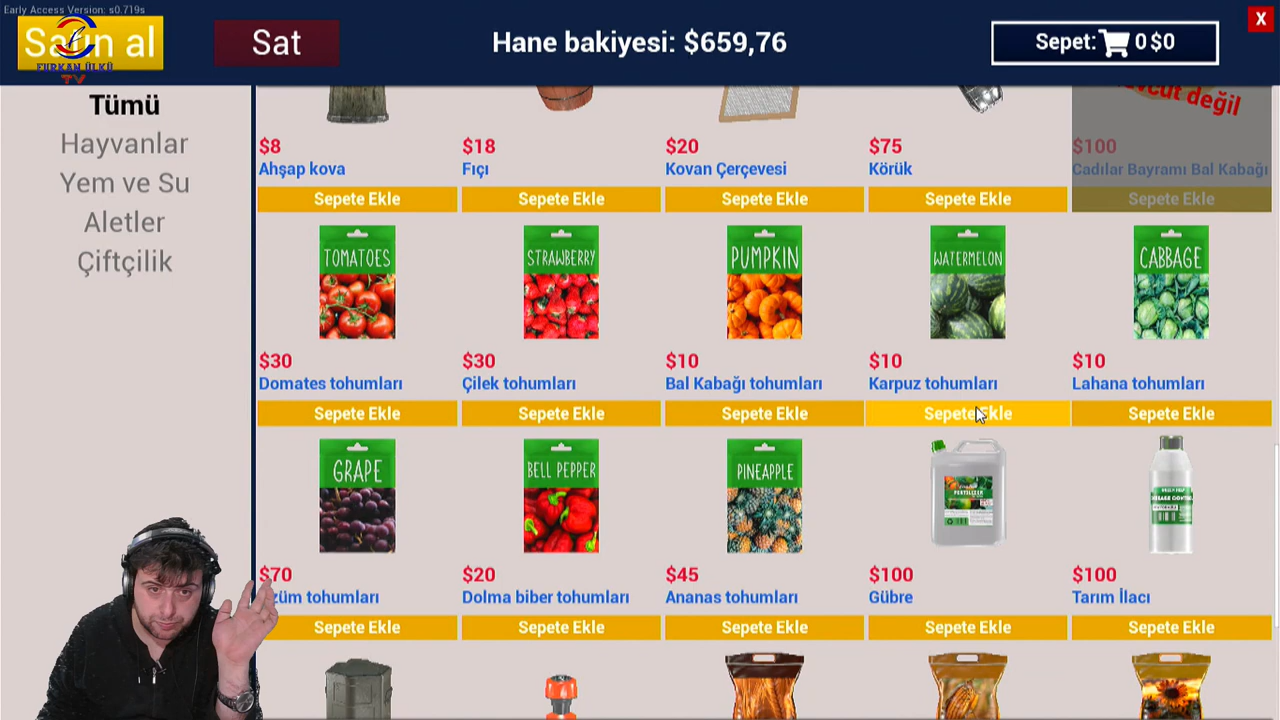 Early Access Version: s0.719s
Satın al
FURKAN ÜLKÜ
TV
Sat
Hane bakiyesi: $659,76
Sepet: 0 $0
X
Tümü
Hayvanlar
Yem ve Su
Aletler
Çiftçilik
değil
$8
Ahşap kova
Sepete Ekle
$18
Fıçı
Sepete Ekle
$20
Kovan Çerçevesi
Sepete Ekle
$75
Körük
Sepete Ekle
$100
Cadılar Bayramı Bal Kabağı
Sepete Ekle
TOMATOES
$30
Domates tohumları
Sepete Ekle
STRAWBERRY
$30
Çilek tohumları
Sepete Ekle
PUMPKIN
$10
Bal Kabağı tohumları
Sepete Ekle
WATERMELON
$10
Karpuz tohumları
Sepete Ekle
CABBAGE
$10
Lahana tohumları
Sepete Ekle
GRAPE
$70
tohumları
Sepete Ekle
BELL PEPPER
$20
Dolma biber tohumları
Sepete Ekle
PINEAPPLE
$45
Ananas tohumları
Sepete Ekle
FERTILIZER
$100
Gübre
Sepete Ekle
$100
Tarım İlacı
Sepete Ekle